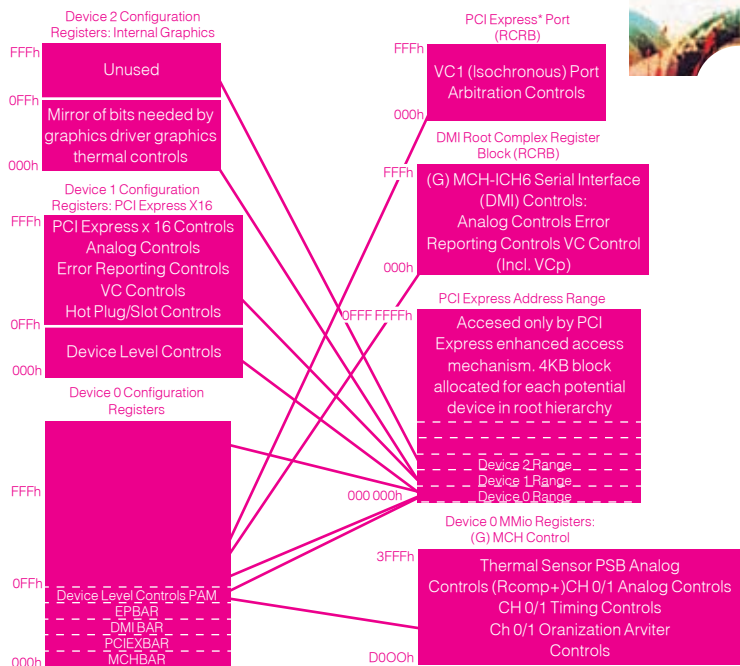 Device 2 Configuration
Registers: Internal Graphics
FFFh
Unused
0FFh
Mirror of bits needed by
graphics driver graphics
thermal controls
000h
Device 1 Configuration
Registers: PCI Express X16
FFFh
PCI Express x 16 Controls
Analog Controls
Error Reporting Controls
VC Controls
Hot Plug/Slot Controls
0FFh
Device Level Controls
000h
Device 0 Configuration
Registers
FFFh
0FFh
Device Level Controls PAM
EPBAR
DMI BAR
PCIEXBAR
MCHBAR
000h
PCI Express* Port
(RCRB)
FFFh
VC1 (Isochronous) Port
Arbitration Controls
000h
DMI Root Complex Register
Block (RCRB)
FFFh
(G) MCH-ICH6 Serial Interface
(DMI) Controls:
Analog Controls Error
Reporting Controls VC Control
(Incl. VCp)
000h
PCI Express Address Range
0FFF FFFFh
Accesed only by PCI
Express enhanced access
mechanism. 4KB block
allocated for each potential
device in root hierarchy
Device 2 Range
Device 1 Range
Device 0 Range
000 000h
Device 0 MMio Registers:
(G) MCH Control
3FFFh
Thermal Sensor PSB Analog
Controls (Rcomp+)CH 0/1 Analog Controls
CH 0/1 Timing Controls
Ch 0/1 Oranization Arviter
Controls
D0OOh